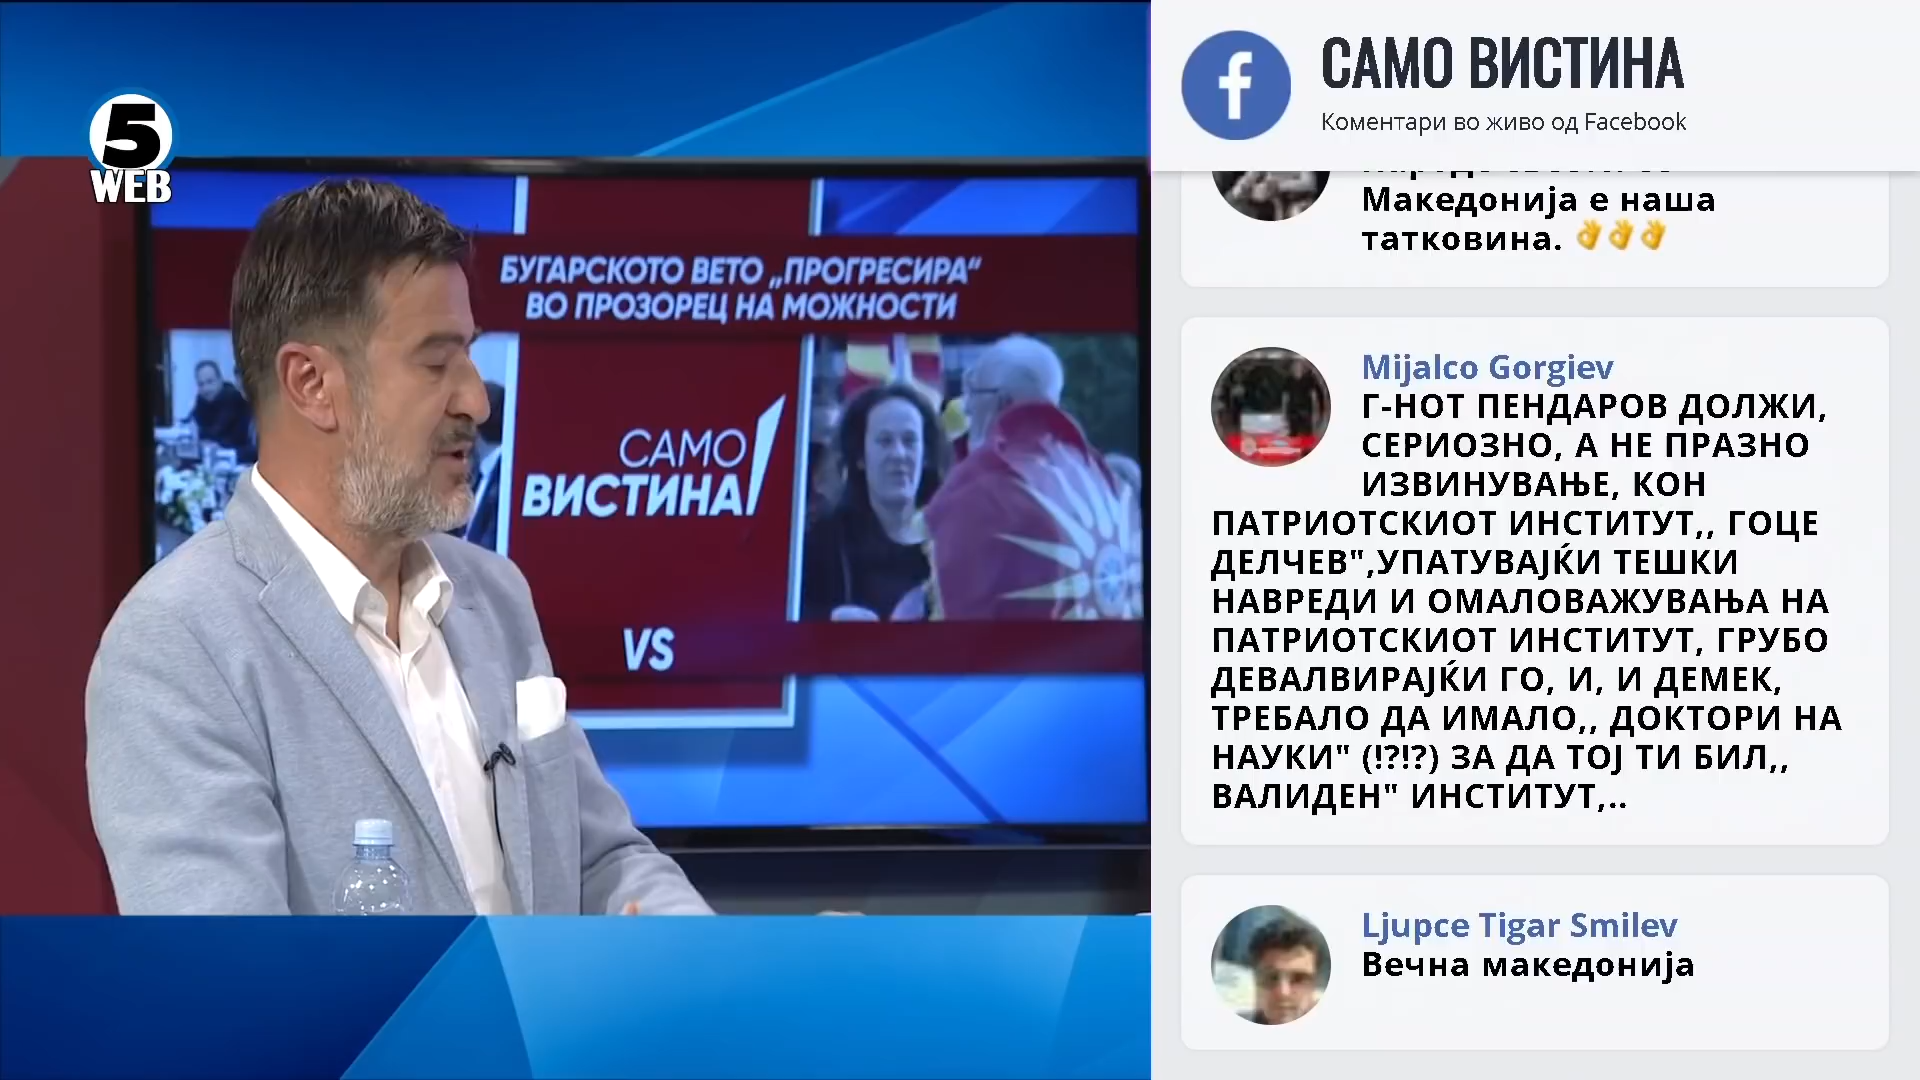 5
WEB
БУГАРСКОТО ВЕТО „ПРОГРЕСИРА“
ВО ПРОЗОРЕЦ НА МОЖНОСТИ
САМО
ВИСТИНА!
VS
f
САМО ВИСТИНА
Коментари во живо од Facebook
Македонија е наша
татковина. 👌👌👌
Mijalco Gorgiev
Г-НОТ ПЕНДАРОВ ДОЛЖИ,
СЕРИОЗНО, А НЕ ПРАЗНО
ИЗВИНУВАЊЕ, КОН
ПАТРИОТСКИОТ ИНСТИТУТ,, ГОЦЕ
ДЕЛЧЕВ",УПАТУВАЈЌИ ТЕШКИ
НАВРЕДИ И ОМАЛОВАЖУВАЊА НА
ПАТРИОТСКИОТ ИНСТИТУТ, ГРУБО
ДЕВАЛВИРАЈЌИ ГО, И, И ДЕМЕК,
ТРЕБАЛО ДА ИМАЛО,, ДОКТОРИ НА
НАУКИ" (!?!?) ЗА ДА ТОЈ ТИ БИЛ,,
ВАЛИДЕН" ИНСТИТУТ,..
Ljupce Tigar Smilev
Вечна македонија